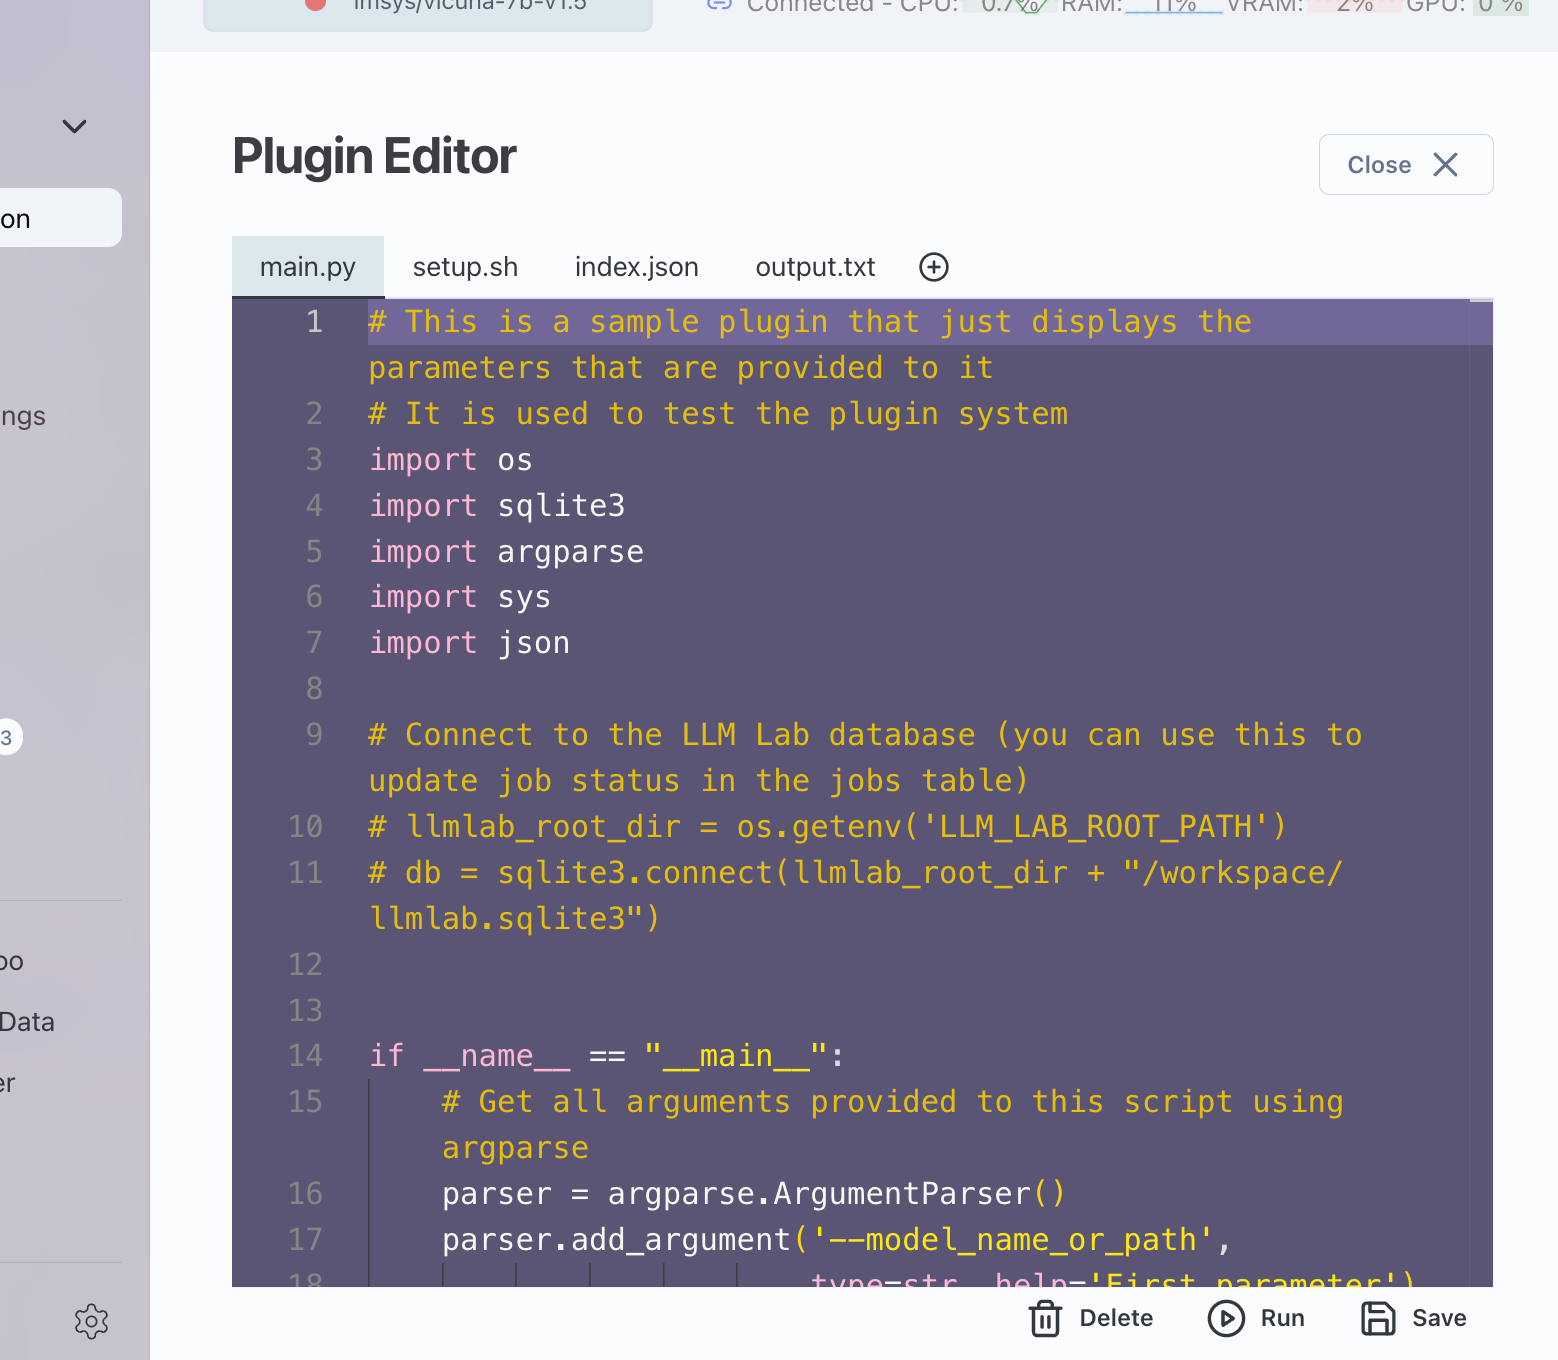 lmsys/vicuna-7b-v1.5
Connected - CPU: 0.7% RAM: 11% VRAM: 2% GPU: 0 %
Plugin Editor
Close
on
main.py setup.sh index.json output.txt
1 # This is a sample plugin that just displays the
parameters that are provided to it
2 # It is used to test the plugin system
ngs
3 import os
4 import sqlite3
5 import argparse
6 import sys
7 import json
8
3
9 # Connect to the LLM Lab database (you can use this to
update job status in the jobs table)
10 # llmlab_root_dir = os.getenv('LLM_LAB_ROOT_PATH')
11 # db = sqlite3.connect(llmlab_root_dir + "/workspace/
llmlab.sqlite3")
12
oo
13
Data
14 if __name__ == "__main__":
er
15 # Get all arguments provided to this script using
argparse
16 parser = argparse.ArgumentParser()
17 parser.add_argument('--model_name_or_path',
18 type=str, help='First parameter')
Delete Run Save